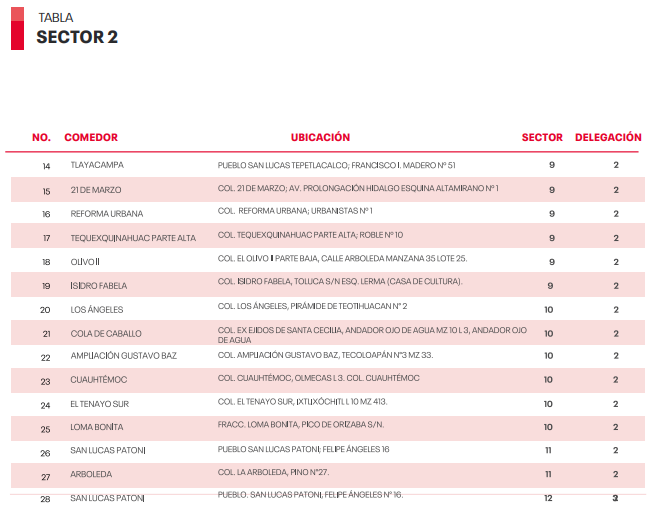 TABLA
SECTOR 2
NO. COMEDOR UBICACIÓN SECTOR DELEGACIÓN
14 TLAYACAMPA PUEBLO SAN LUCAS TEPETLACALCO; FRANCISCO I. MADERO N° 51 9 2
15 21 DE MARZO COL. 21 DE MARZO; AV. PROLONGACIÓN HIDALGO ESQUINA ALTAMIRANO N° 1 9 2
16 REFORMA URBANA COL. REFORMA URBANA; URBANISTAS N° 1 9 2
17 TEQUEXQUINAHUAC PARTE ALTA COL. TEQUEXQUINAHUAC PARTE ALTA; ROBLE N° 10 9 2
18 OLIVO II COL. EL OLIVO II PARTE BAJA, CALLE ARBOLEDA MANZANA 35 LOTE 25. 9 2
19 ISIDRO FABELA COL. ISIDRO FABELA, TOLUCA S/N ESQ. LERMA (CASA DE CULTURA). 9 2
20 LOS ÁNGELES COL. LOS ÁNGELES, PIRÁMIDE DE TEOTIHUACAN N° 2 10 2
21 COLA DE CABALLO COL. EX EJIDOS DE SANTA CECILIA, ANDADOR OJO DE AGUA MZ 10 L 3, ANDADOR OJO 10 2
DE AGUA
22 AMPLIACIÓN GUSTAVO BAZ COL. AMPLIACIÓN GUSTAVO BAZ, TECOLOAPÁN N°3 MZ 33. 10 2
23 CUAUHTÉMOC COL. CUAUHTÉMOC, OLMECAS L 3. COL. CUAUHTÉMOC 10 2
24 EL TENAYO SUR COL. EL TENAYO SUR, IXTLIXÓCHITL L 10 MZ 413. 10 2
25 LOMA BONITA FRACC. LOMA BONITA, PICO DE ORIZABA S/N. 10 2
26 SAN LUCAS PATONI PUEBLO SAN LUCAS PATONI; FELIPE ÁNGELES 16 11 2
27 ARBOLEDA COL. LA ARBOLEDA, PINO N°27. 11 2
28 SAN LUCAS PATONI PUEBLO. SAN LUCAS PATONI, FELIPE ÁNGELES N° 16. 12